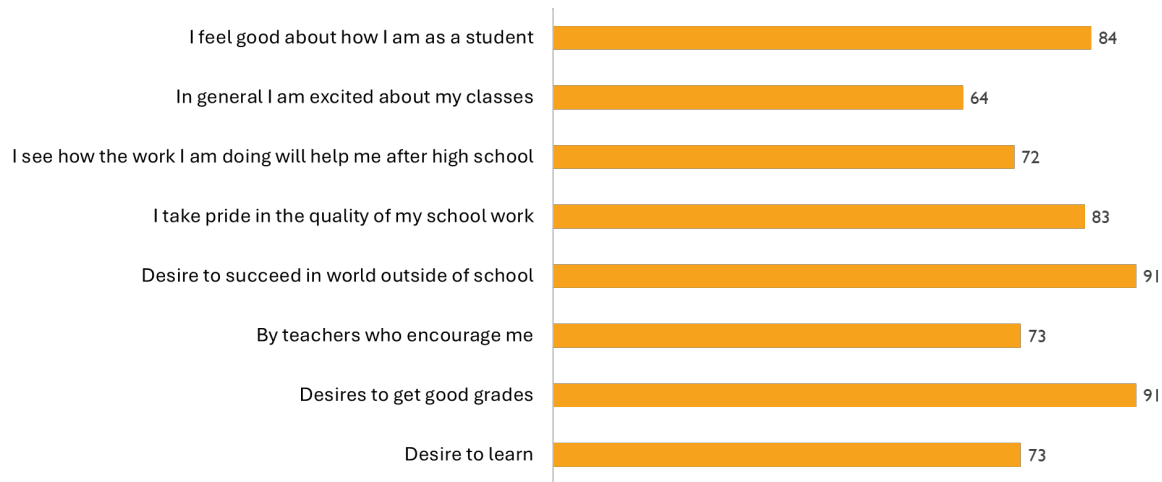 I feel good about how I am as a student 84
In general I am excited about my classes 64
I see how the work I am doing will help me after high school 72
I take pride in the quality of my school work 83
Desire to succeed in world outside of school 91
By teachers who encourage me 73
Desires to get good grades 91
Desire to learn 73